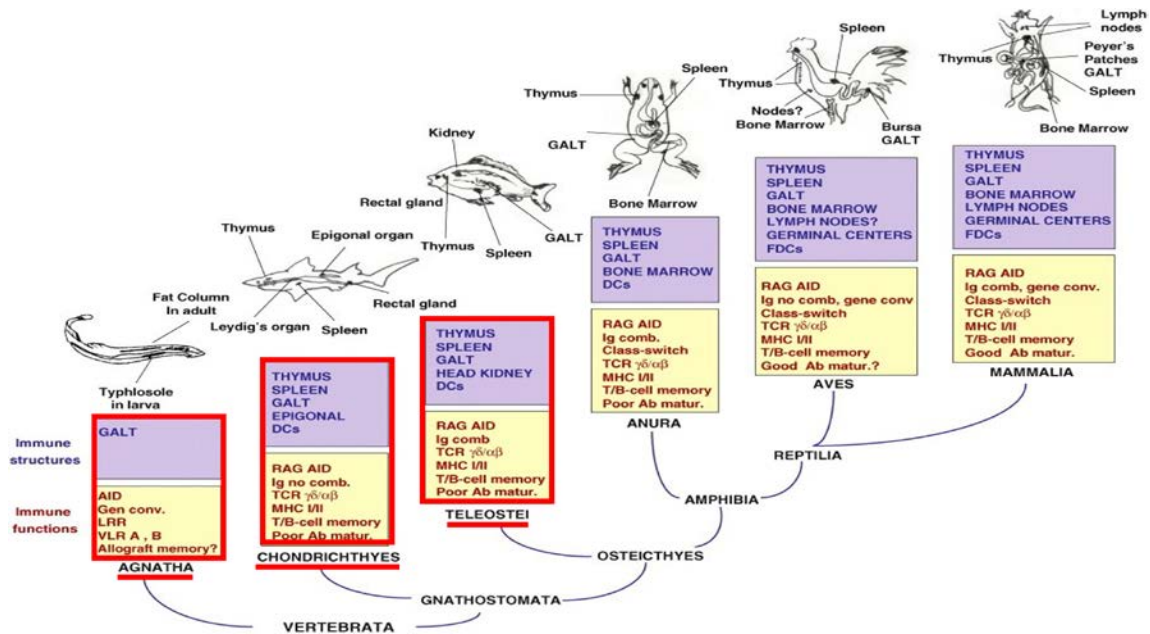 Fat Column
In adult
Typhlosole
in larva
Immune
structures
GALT
Immune
functions
AID
Gen conv.
LRR
VLR A , B
Allograft memory?
AGNATHA
Thymus
Epigonal organ
Leydig's organ
Spleen
Rectal gland
THYMUS
SPLEEN
GALT
EPIGONAL
DCs
RAG AID
Ig no comb.
TCR γδ/αβ
MHC I/II
T/B-cell memory
Poor Ab matur.
CHONDRICHTHYES
Kidney
Rectal gland
Thymus
Spleen
GALT
THYMUS
SPLEEN
GALT
HEAD KIDNEY
DCs
RAG AID
Ig comb
TCR γδ/αβ
MHC I/II
T/B-cell memory
Poor Ab matur.
TELEOSTEI
Spleen
Thymus
GALT
Bone Marrow
THYMUS
SPLEEN
GALT
BONE MARROW
DCs
RAG AID
Ig comb.
Class-switch
TCR γδ/αβ
MHC I/II
T/B-cell memory
Poor Ab matur.
ANURA
Spleen
Thymus
Nodes?
Bone Marrow
Bursa
GALT
THYMUS
SPLEEN
GALT
BONE MARROW
LYMPH NODES?
GERMINAL CENTERS
FDCs
RAG AID
Ig no comb, gene conv
Class-switch
TCR γδ/αβ
MHC I/II
T/B-cell memory
Good Ab matur.?
AVES
Lymph
nodes
Thymus
Peyer's
Patches
GALT
Spleen
Bone Marrow
THYMUS
SPLEEN
GALT
BONE MARROW
LYMPH NODES
GERMINAL CENTERS
FDCs
RAG AID
Ig comb, gene conv.
Class-switch
TCR γδ/αβ
MHC I/II
T/B-cell memory
Good Ab matur.
MAMMALIA
REPTILIA
AMPHIBIA
OSTEICTHYES
GNATHOSTOMATA
VERTEBRATA